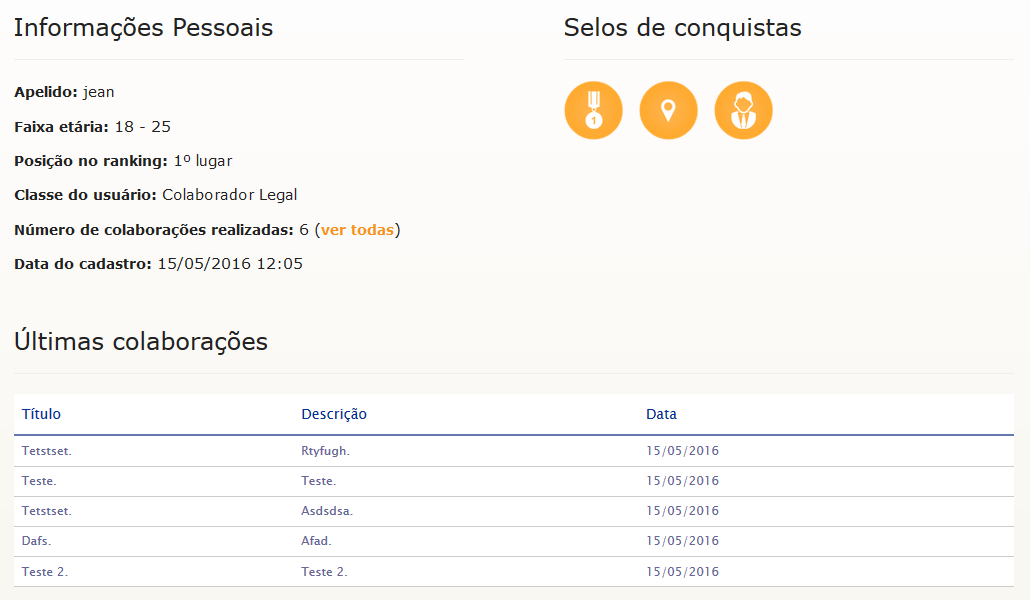 Informações Pessoais
Selos de conquistas
Apelido: jean
Faixa etária: 18 - 25
Posição no ranking: 1º lugar
Classe do usuário: Colaborador Legal
Número de colaborações realizadas: 6 (ver todas)
Data do cadastro: 15/05/2016 12:05
1
Últimas colaborações
Título Descrição Data
Tetstset. Rtyfugh. 15/05/2016
Teste. Teste. 15/05/2016
Tetstset. Asdsdsa. 15/05/2016
Dafs. Afad. 15/05/2016
Teste 2. Teste 2. 15/05/2016